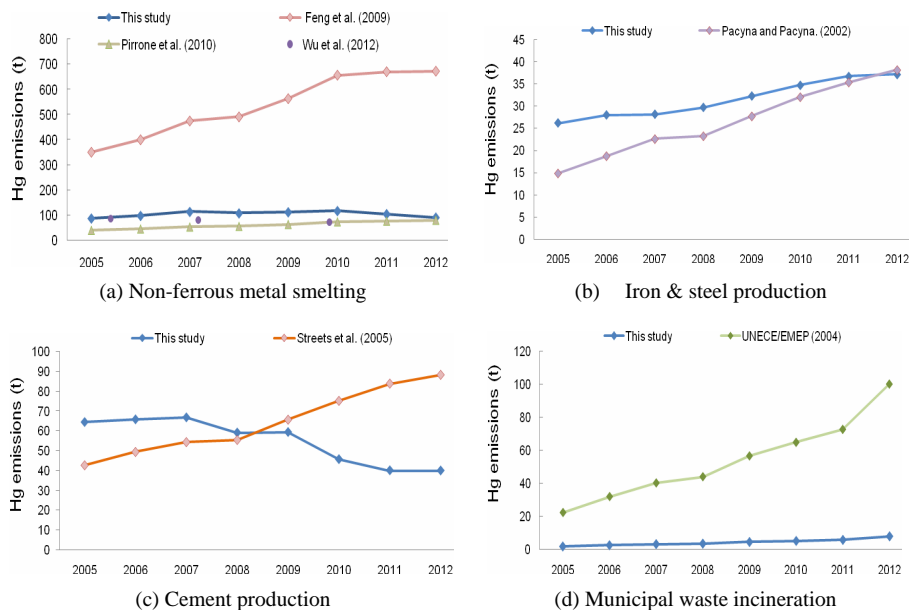 This study
Feng et al. (2009)
Pirrone et al. (2010)
Wu et al. (2012)
Hg emissions (t)
800
700
600
500
400
300
200
100
0
2005 2006 2007 2008 2009 2010 2011 2012
(a) Non-ferrous metal smelting
This study
Pacyna and Pacyna. (2002)
Hg emissions (t)
45
40
35
30
25
20
15
10
5
0
2005 2006 2007 2008 2009 2010 2011 2012
(b) Iron & steel production
This study
Streets et al. (2005)
Hg emissions (t)
100
90
80
70
60
50
40
30
20
10
0
2005 2006 2007 2008 2009 2010 2011 2012
(c) Cement production
This study
UNECE/EMEP (2004)
Hg emissions (t)
120
100
80
60
40
20
0
2005 2006 2007 2008 2009 2010 2011 2012
(d) Municipal waste incineration